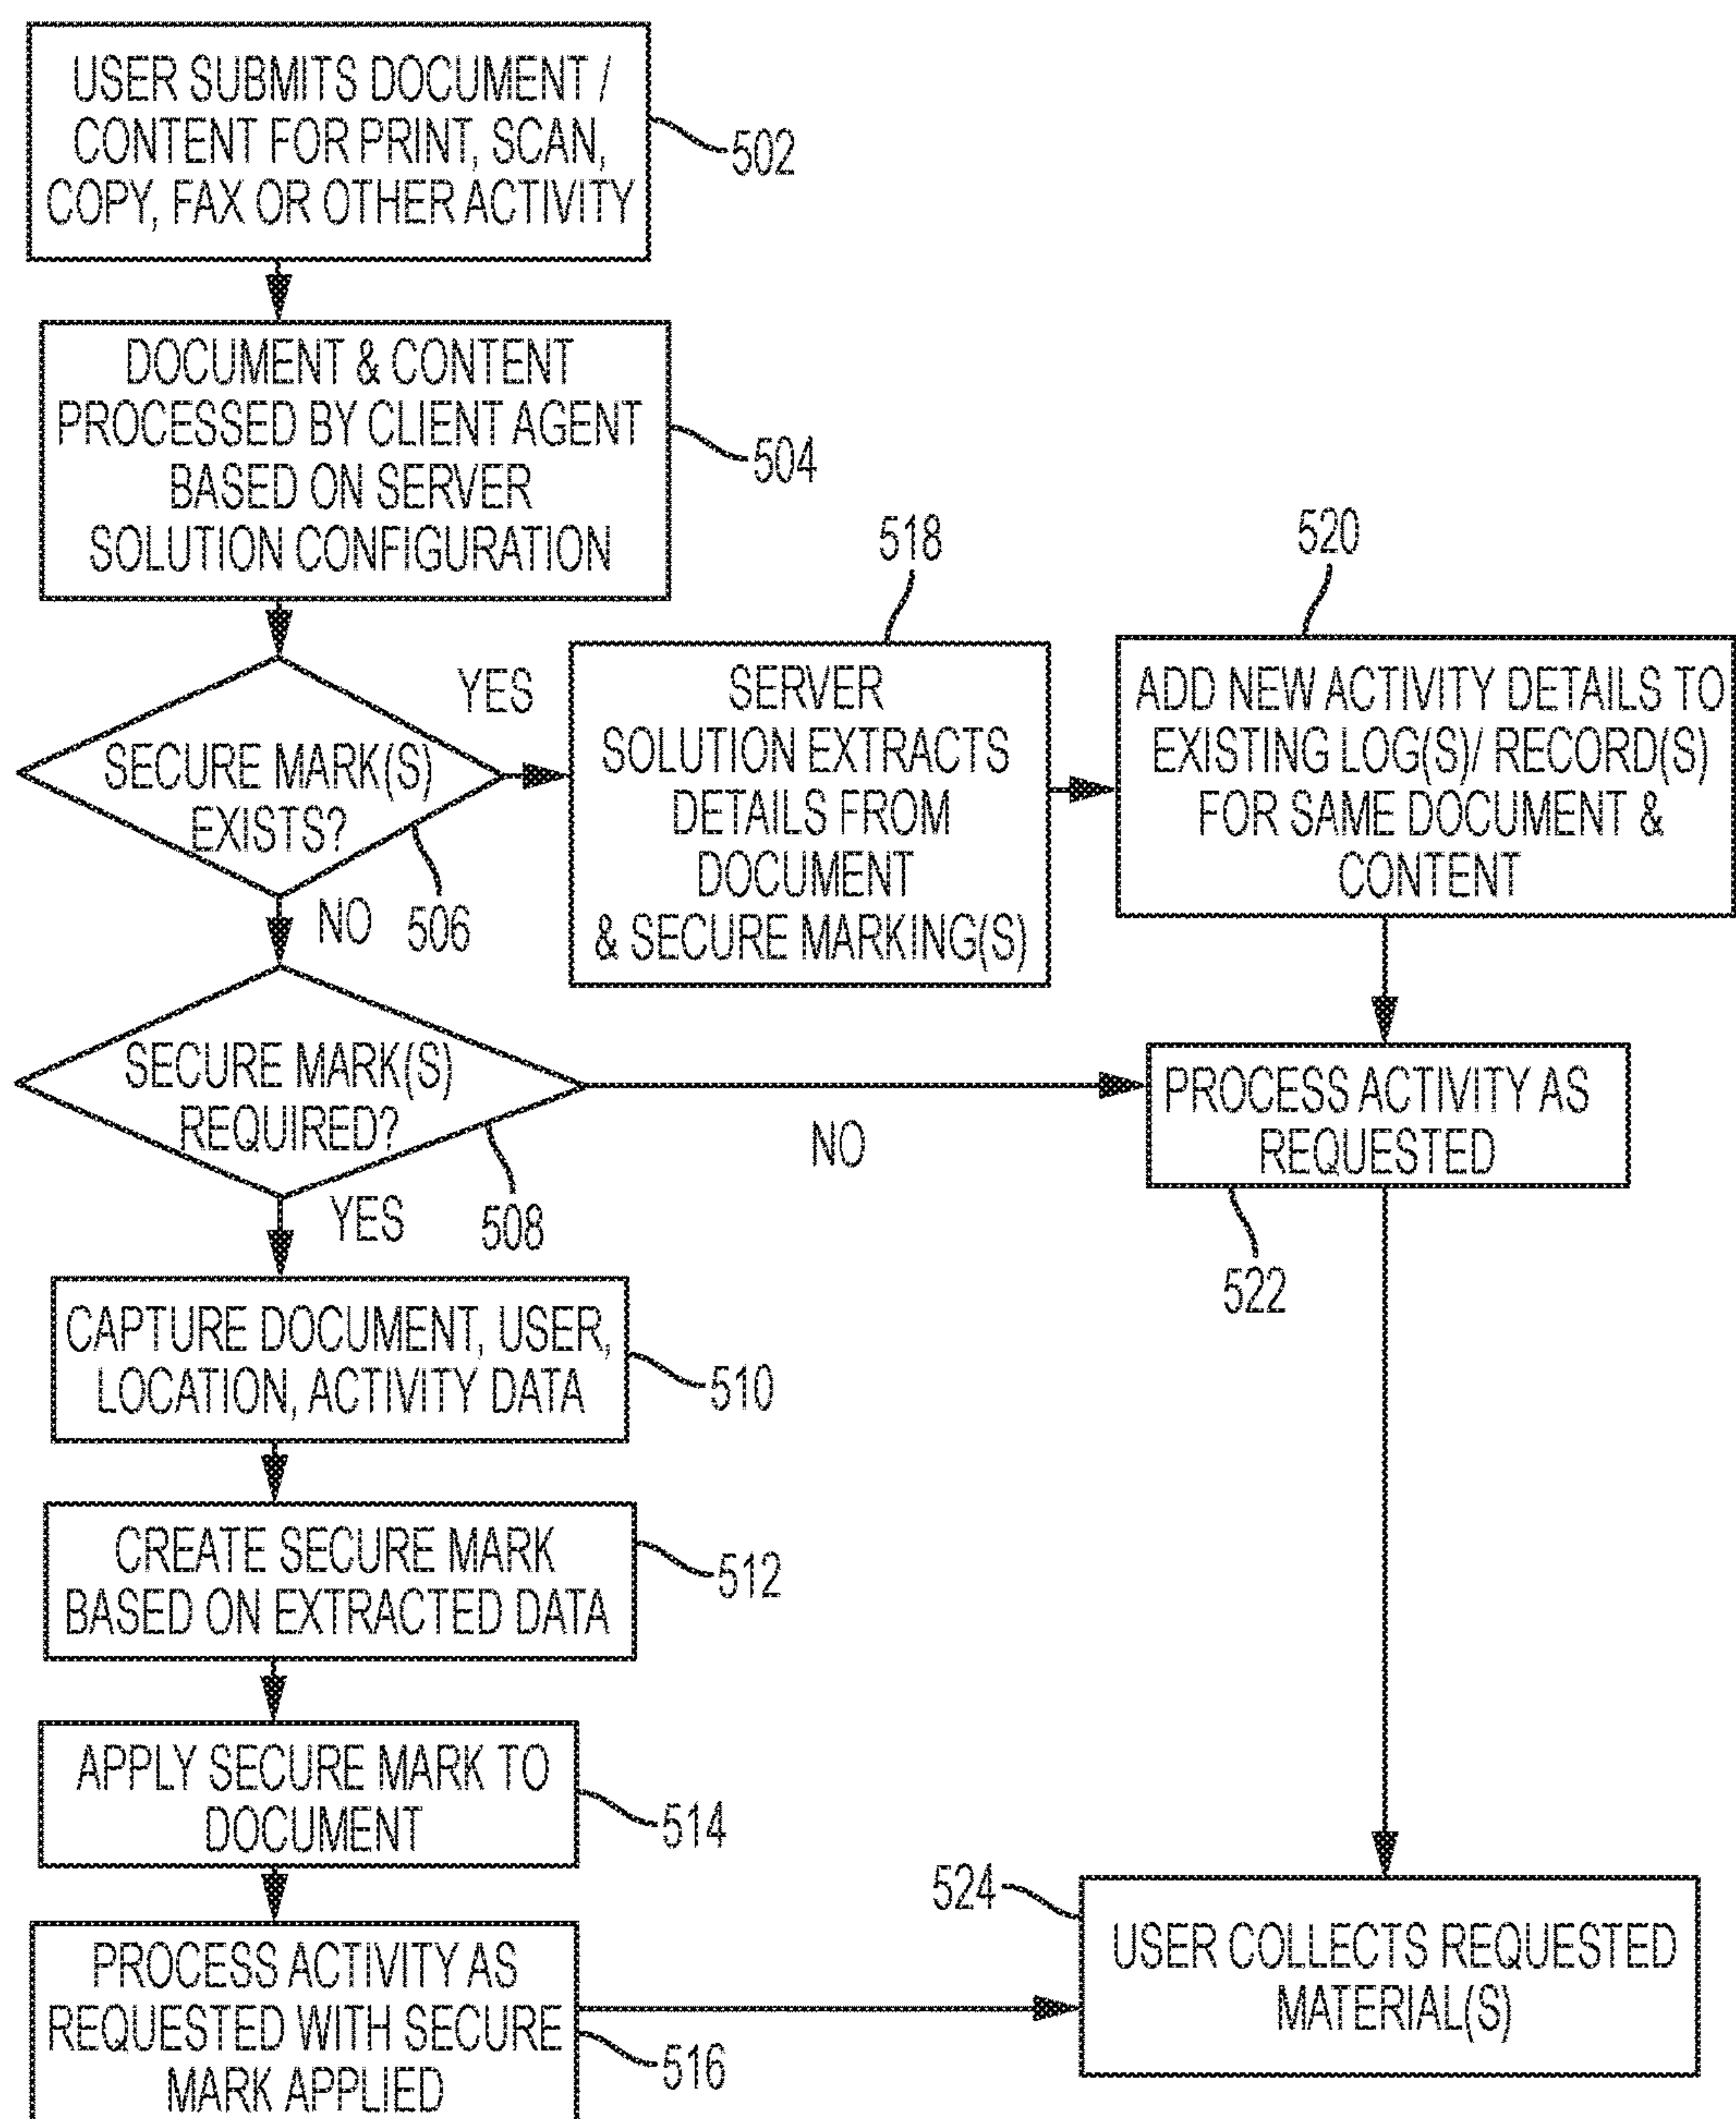 USER SUBMITS DOCUMENT /
CONTENT FOR PRINT, SCAN,
COPY, FAX OR OTHER ACTIVITY
502
DOCUMENT & CONTENT
PROCESSED BY CLIENT AGENT
BASED ON SERVER
SOLUTION CONFIGURATION
504
SECURE MARK(S)
EXISTS?
506
YES
NO
518
SERVER
SOLUTION EXTRACTS
DETAILS FROM
DOCUMENT
& SECURE MARKING(S)
520
ADD NEW ACTIVITY DETAILS TO
EXISTING LOG(S)/ RECORD(S)
FOR SAME DOCUMENT &
CONTENT
SECURE MARK(S)
REQUIRED?
508
NO
YES
PROCESS ACTIVITY AS
REQUESTED
522
CAPTURE DOCUMENT, USER,
LOCATION, ACTIVITY DATA
510
CREATE SECURE MARK
BASED ON EXTRACTED DATA
512
APPLY SECURE MARK TO
DOCUMENT
514
PROCESS ACTIVITY AS
REQUESTED WITH SECURE
MARK APPLIED
516
524
USER COLLECTS REQUESTED
MATERIAL(S)